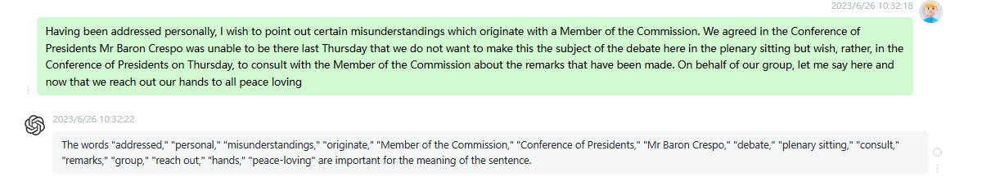 2023/6/26 10:32:18
Having been addressed personally, I wish to point out certain misunderstandings which originate with a Member of the Commission. We agreed in the Conference of
Presidents Mr Baron Crespo was unable to be there last Thursday that we do not want to make this the subject of the debate here in the plenary sitting but wish, rather, in the
Conference of Presidents on Thursday, to consult with the Member of the Commission about the remarks that have been made. On behalf of our group, let me say here and
now that we reach out our hands to all peace loving
2023/6/26 10:32:22
The words "addressed," "personal," "misunderstandings," "originate," "Member of the Commission," "Conference of Presidents," "Mr Baron Crespo," "debate," "plenary sitting," "consult,"
"remarks," "group," "reach out," "hands," "peace-loving" are important for the meaning of the sentence.